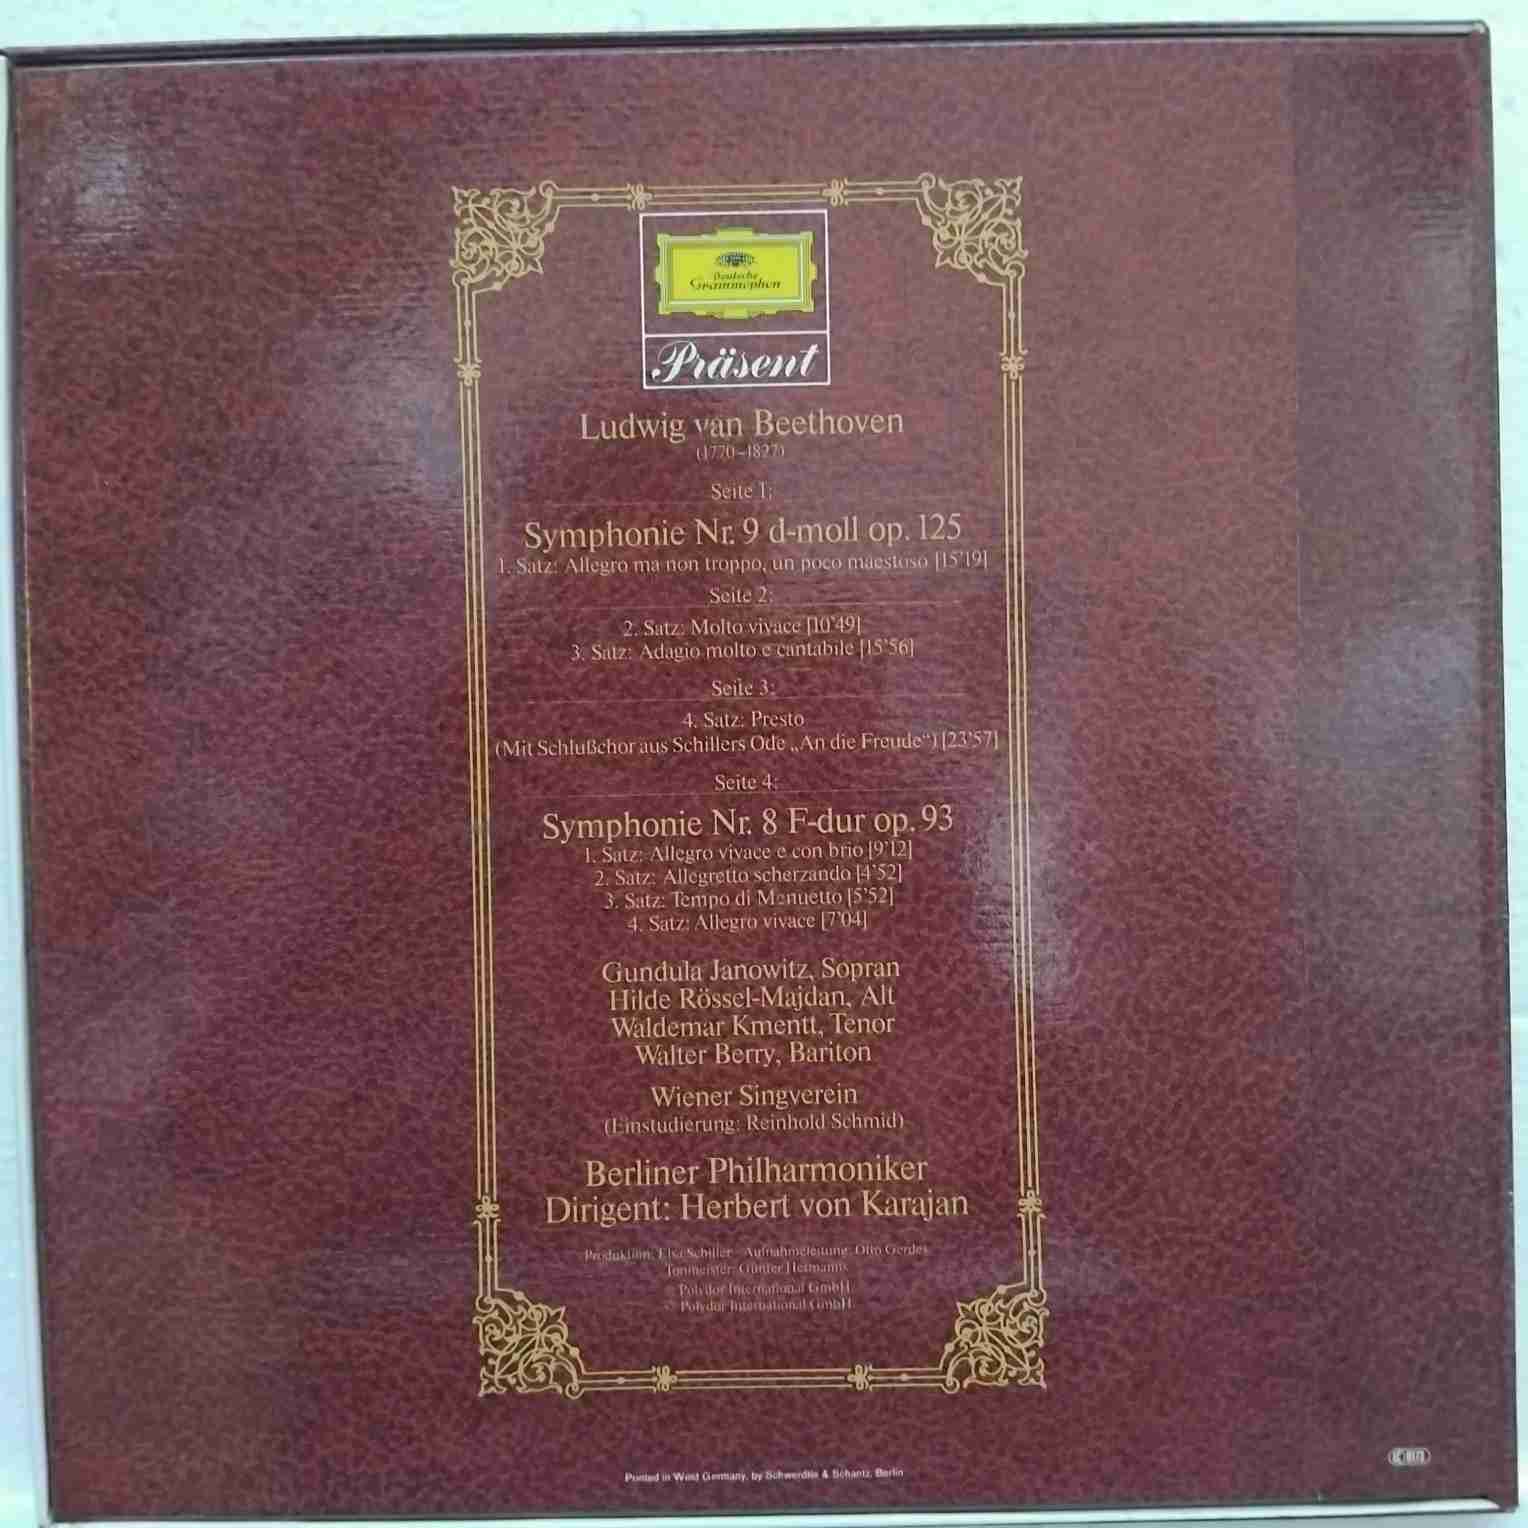 Deutsche
Grammophon
Präsent
Ludwig van Beethoven
(1770–1827)
Seite 1:
Symphonie Nr. 9 d-moll op. 125
1. Satz: Allegro ma non troppo, un poco maestoso [15'19]
Seite 2:
2. Satz: Molto vivace [10'49]
3. Satz: Adagio molto e cantabile [15'56]
Seite 3:
4. Satz: Presto
(Mit Schlußchor aus Schillers Ode „An die Freude“) [23'57]
Seite 4:
Symphonie Nr. 8 F-dur op. 93
1. Satz: Allegro vivace e con brio [9'12]
2. Satz: Allegretto scherzando [4'52]
3. Satz: Tempo di Menuetto [5'52]
4. Satz: Allegro vivace [7'04]
Gundula Janowitz, Sopran
Hilde Rössel-Majdan, Alt
Waldemar Kmentt, Tenor
Walter Berry, Bariton
Wiener Singverein
(Einstudierung: Reinhold Schmid)
Berliner Philharmoniker
Dirigent: Herbert von Karajan
Produktion: Elsa Schiller · Aufnahmeleitung: Otto Gerdes
Tonmeister: Günter Hermanns
Polydor International GmbH
© Polydor International GmbH
Printed in West Germany, by Schwerdtle & Schantz, Berlin